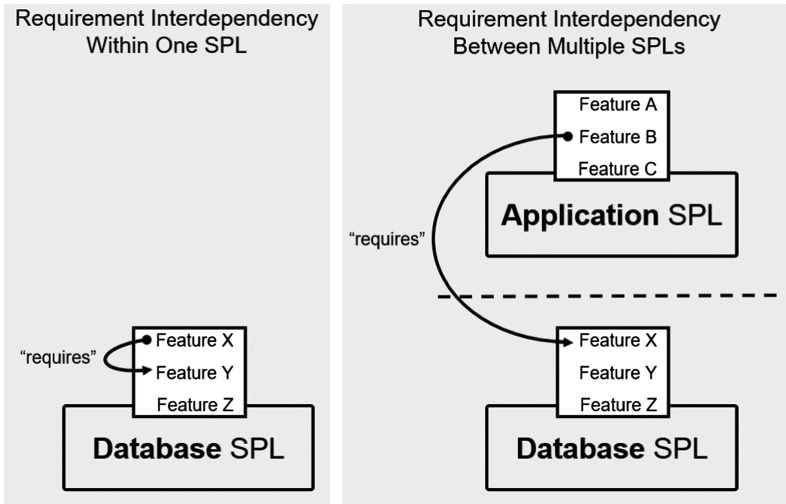 Requirement Interdependency
Within One SPL
“requires”
Feature X
Feature Y
Feature Z
Database SPL
Requirement Interdependency
Between Multiple SPLs
Feature A
Feature B
Feature C
Application SPL
“requires”
Feature X
Feature Y
Feature Z
Database SPL